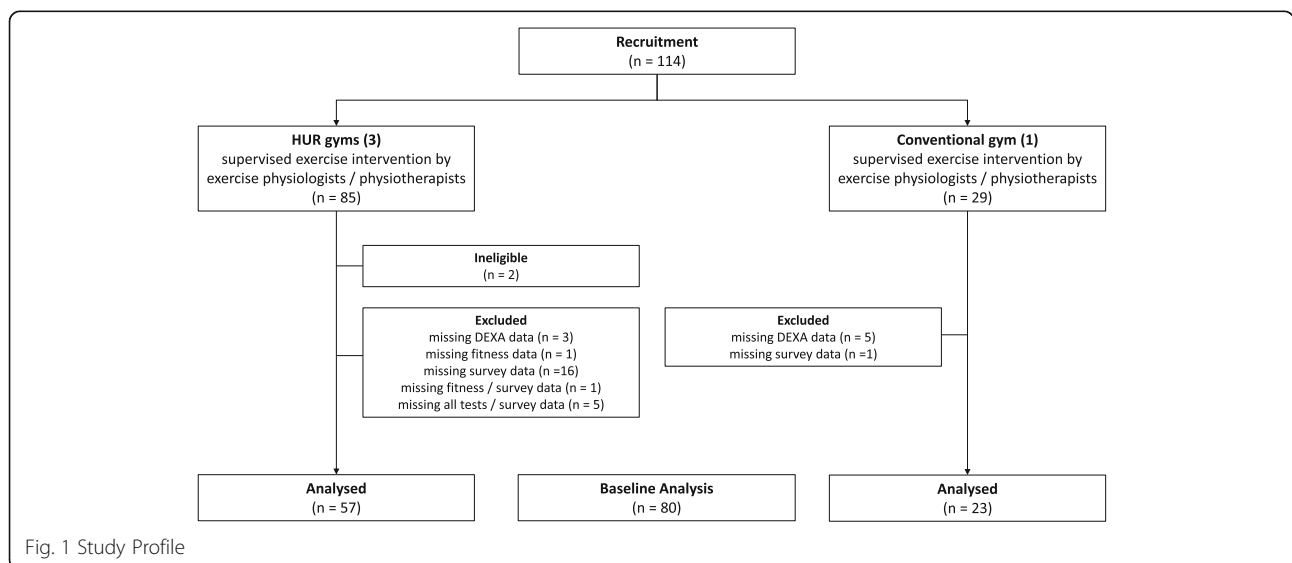 Recruitment
(n = 114)
HUR gyms (3)
supervised exercise intervention by
exercise physiologists / physiotherapists
(n = 85)
Conventional gym (1)
supervised exercise intervention by
exercise physiologists / physiotherapists
(n = 29)
Ineligible
(n = 2)
Excluded
missing DEXA data (n = 3)
missing fitness data (n = 1)
missing survey data (n =16)
missing fitness / survey data (n = 1)
missing all tests / survey data (n = 5)
Excluded
missing DEXA data (n = 5)
missing survey data (n =1)
Analysed
(n = 57)
Baseline Analysis
(n = 80)
Analysed
(n = 23)
Fig. 1 Study Profile